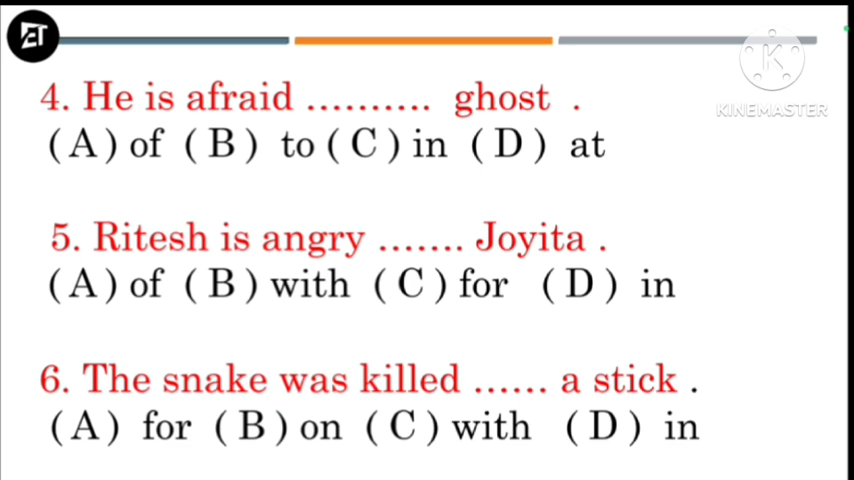 ET
KINEMASTER
4. He is afraid .......... ghost .
(A) of (B) to (C) in (D) at
5. Ritesh is angry ....... Joyita .
(A) of (B) with (C) for (D) in
6. The snake was killed ...... a stick .
(A) for (B) on (C) with (D) in